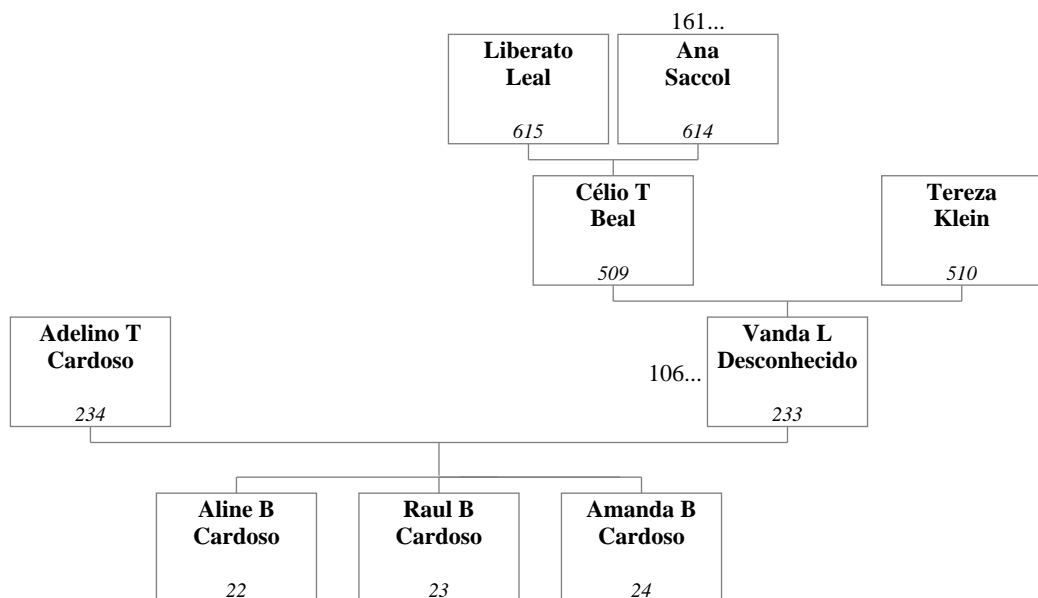 161...
Liberato
Leal
615
Ana
Saccol
614
Célio T
Beal
509
Tereza
Klein
510
Adelino T
Cardoso
234
106...
Vanda L
Desconhecido
233
Aline B
Cardoso
22
Raul B
Cardoso
23
Amanda B
Cardoso
24